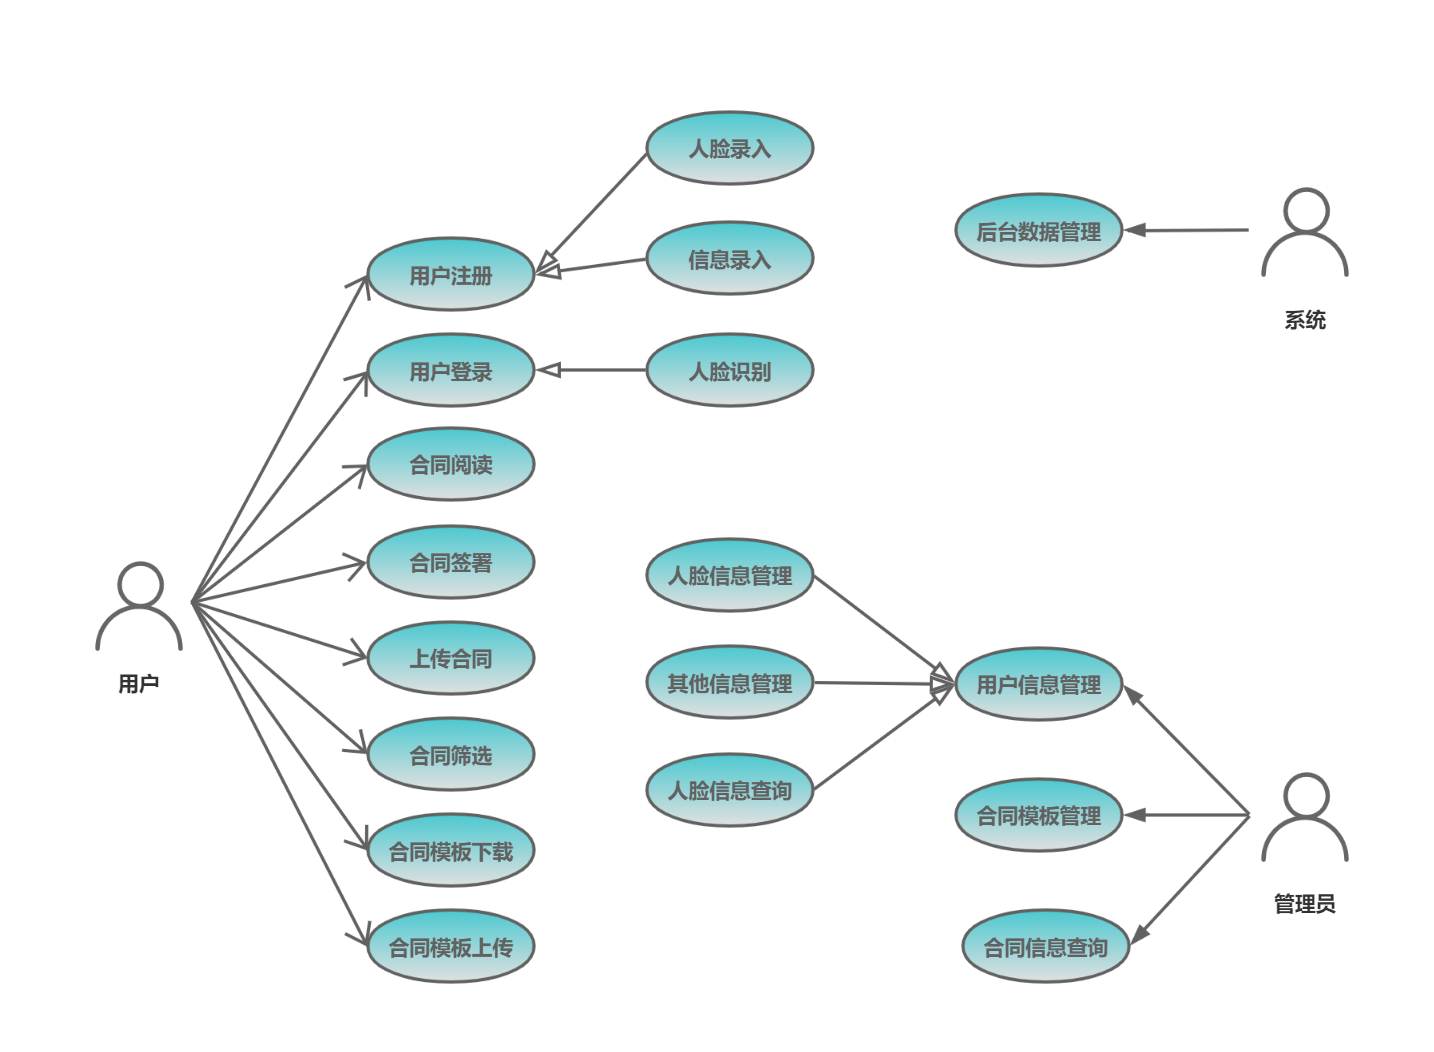 人脸录入
后台数据管理
信息录入
用户注册
系统
用户登录
人脸识别
合同阅读
合同签署
人脸信息管理
上传合同
用户
其他信息管理
用户信息管理
合同筛选
人脸信息查询
合同模板管理
合同模板下载
管理员
合同模板上传
合同信息查询